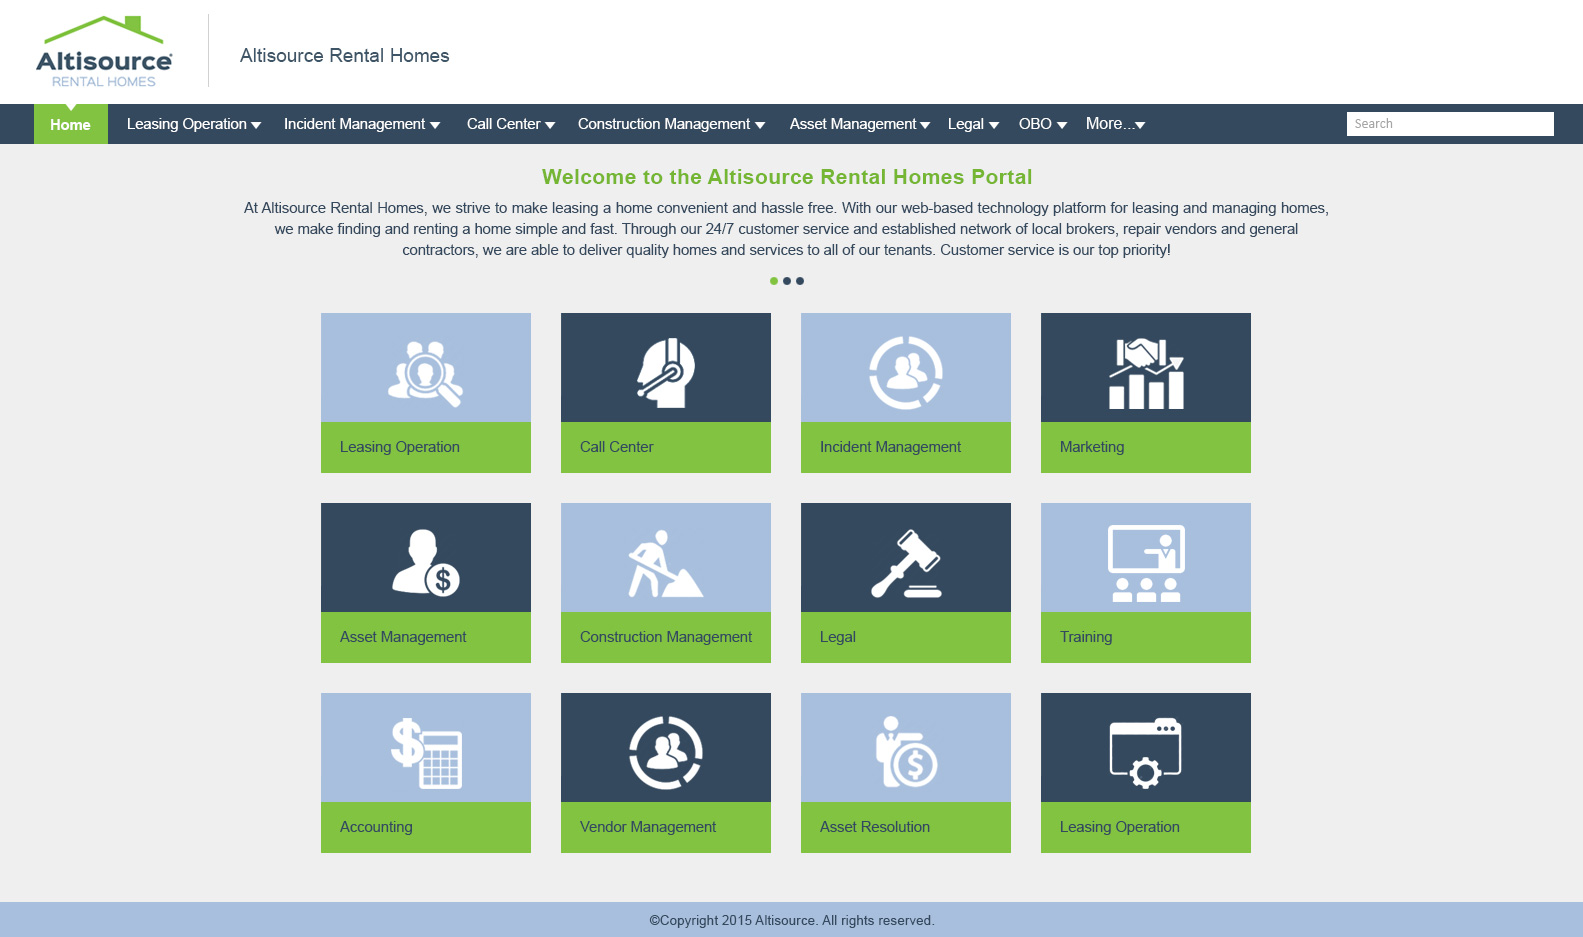 Altisource
RENTAL HOMES
Altisource Rental Homes
Home Leasing Operation Incident Management Call Center Construction Management Asset Management Legal OBO More... Search
Welcome to the Altisource Rental Homes Portal
At Altisource Rental Homes, we strive to make leasing a home convenient and hassle free. With our web-based technology platform for leasing and managing homes,
we make finding and renting a home simple and fast. Through our 24/7 customer service and established network of local brokers, repair vendors and general
contractors, we are able to deliver quality homes and services to all of our tenants. Customer service is our top priority!
Leasing Operation Call Center Incident Management Marketing
$
Asset Management Construction Management Legal Training
$ $
Accounting Vendor Management Asset Resolution Leasing Operation
©Copyright 2015 Altisource. All rights reserved.